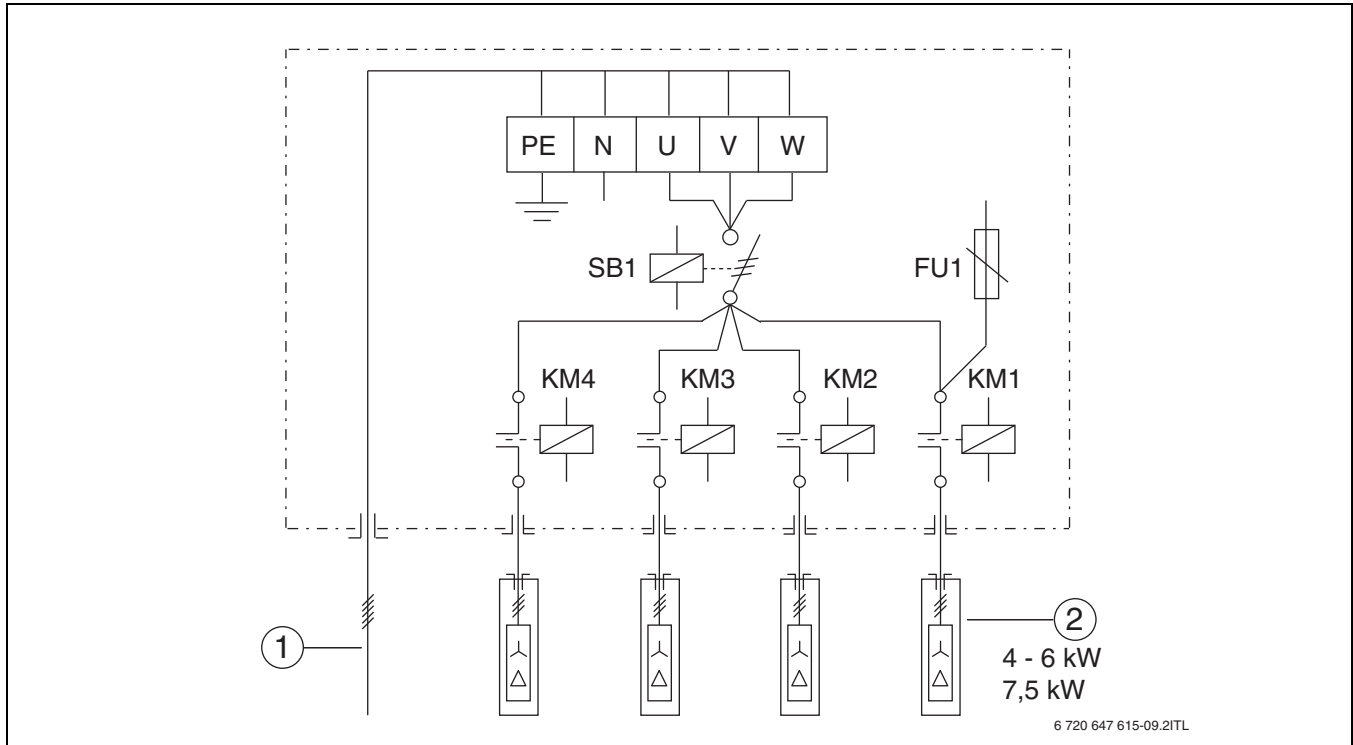 PE N U V W
SB1
FU1
KM4 KM3 KM2 KM1
1
2
4 - 6 kW
7,5 kW
6 720 647 615-09.2ITL